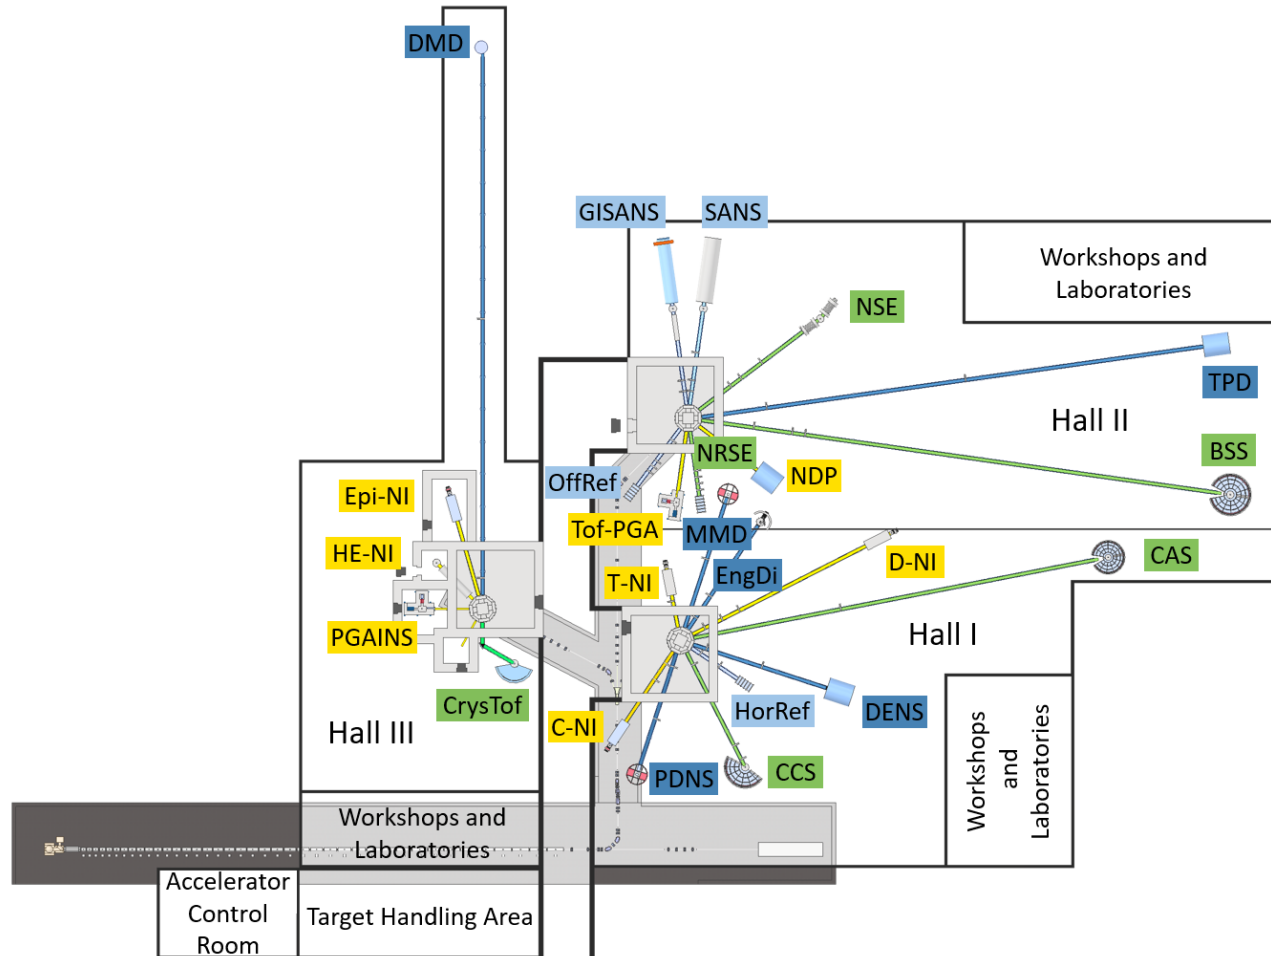 DMD
GISANS
SANS
Workshops and
Laboratories
NSE
TPD
Hall II
NRSE
BSS
NDP
OffRef
Epi-NI
Tof-PGA
MMD
HE-NI
D-NI
CAS
T-NI
EngDi
PGAINS
Hall I
CrysTof
HorRef
DENS
C-NI
Hall III
PDNS
CCS
Workshops
and
Laboratories
Workshops and
Laboratories
Accelerator
Control
Room
Target Handling Area